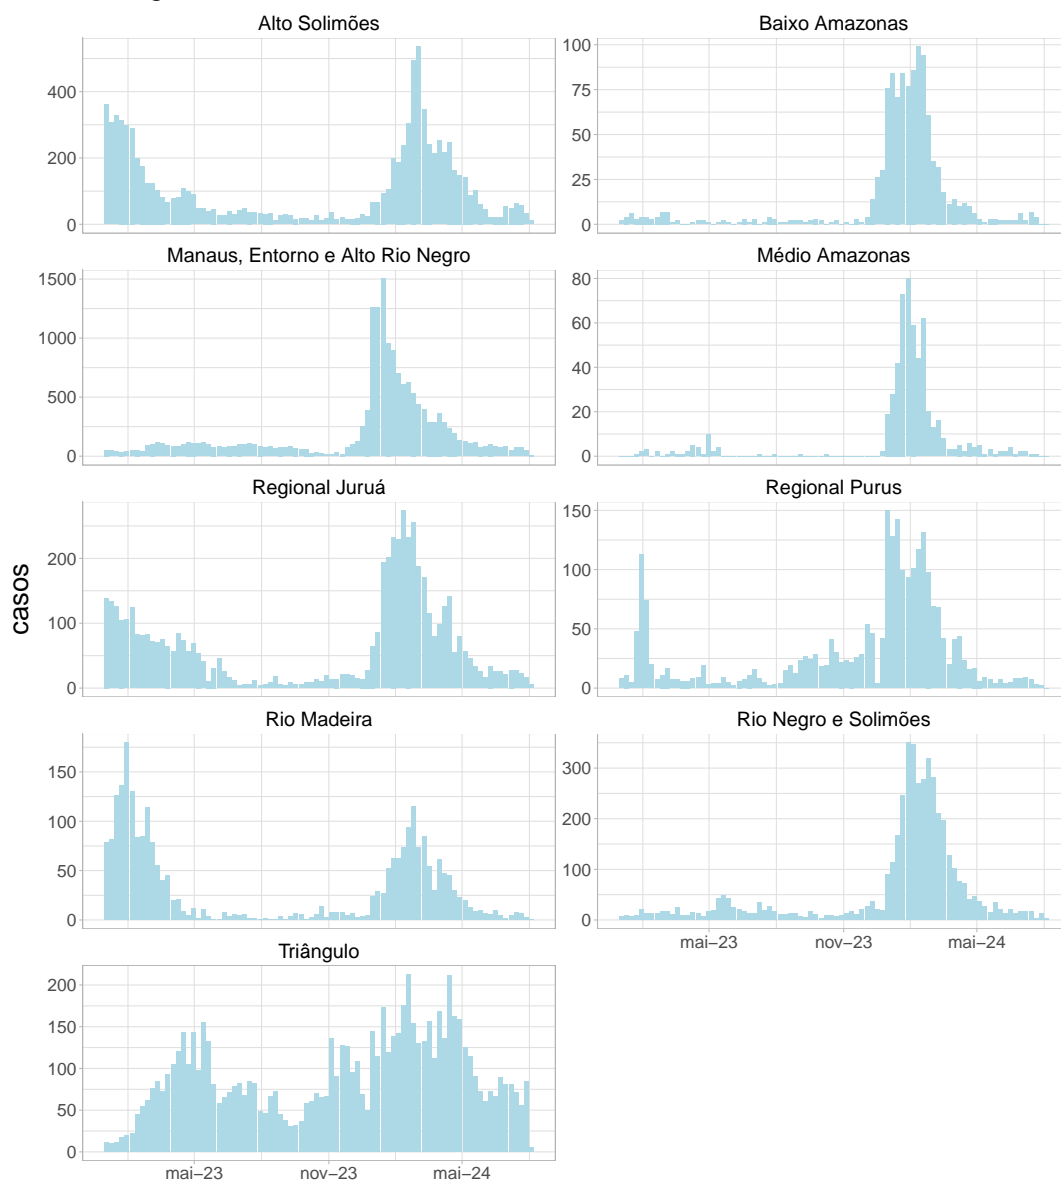 Alto Solimões
Baixo Amazonas
400
200
0
100
75
50
25
0
Manaus, Entorno e Alto Rio Negro
Médio Amazonas
1500
1000
500
0
80
60
40
20
0
Regional Juruá
Regional Purus
200
100
0
150
100
50
0
casos
Rio Madeira
Rio Negro e Solimões
150
100
50
0
300
200
100
0
mai–23
nov–23
mai–24
Triângulo
200
150
100
50
0
mai–23
nov–23
mai–24